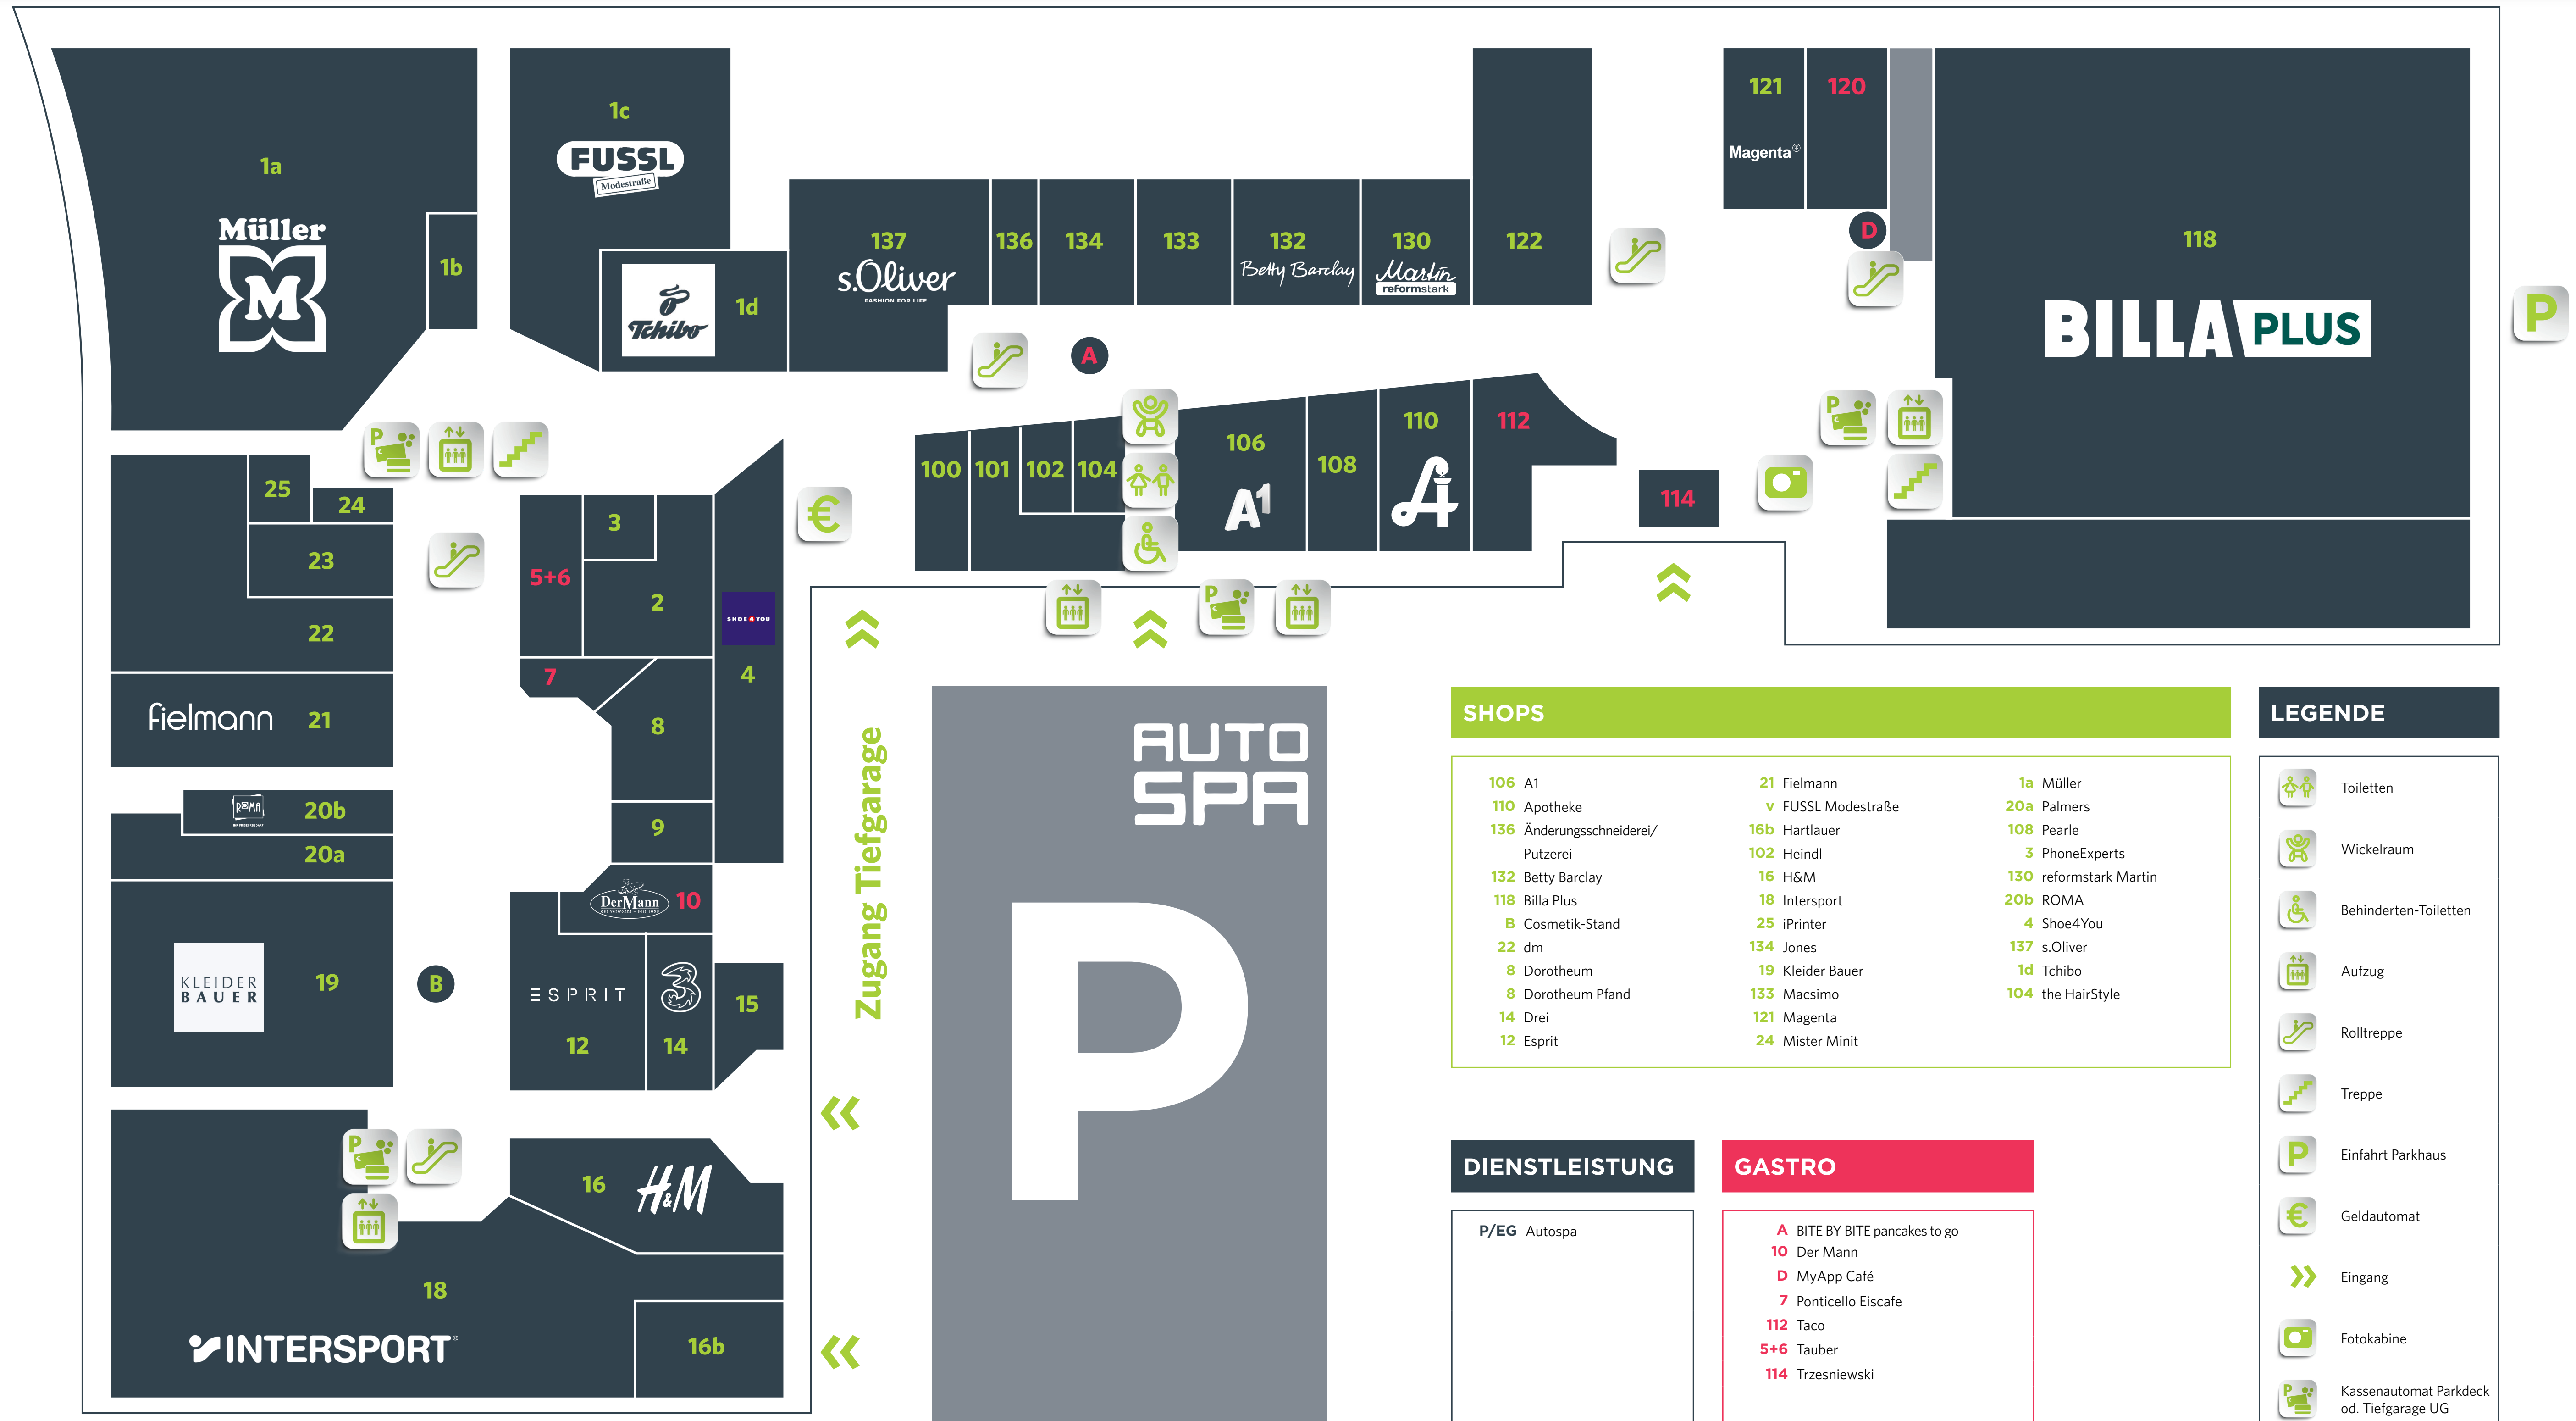 1a
Müller
M
1b
1c
FUSSL
Modestraße
Tchibo
1d
137
s.Oliver
FASHION FOR LIFE
136
134
133
132
Betty Barclay
130
Martin
reformstark
122
121
Magenta
120
D
118
BILLA PLUS
P
A
P
25
24
23
22
fielmann 21
ROMA
20b
20a
KLEIDER
BAUER
19
B
5+6
3
2
7
SHOE4YOU
4
8
9
DerMann
10
ESPRIT
12
3
14
15
16
H&M
P
18
INTERSPORT
16b
€
100
101
102
104
106
A1
108
110
A
112
114
P
P
Zugang Tiefgarage
AUTO
SPA
P
SHOPS
106 A1
110 Apotheke
136 Änderungsschneiderei/
Putzerei
132 Betty Barclay
118 Billa Plus
B Cosmetik-Stand
22 dm
8 Dorotheum
8 Dorotheum Pfand
14 Drei
12 Esprit
21 Fielmann
v FUSSL Modestraße
16b Hartlauer
102 Heindl
16 H&M
18 Intersport
25 iPrinter
134 Jones
19 Kleider Bauer
133 Macsimo
121 Magenta
24 Mister Minit
1a Müller
20a Palmers
108 Pearle
3 PhoneExperts
130 reformstark Martin
20b ROMA
4 Shoe4You
137 s.Oliver
1d Tchibo
104 the HairStyle
DIENSTLEISTUNG
P/EG Autospa
GASTRO
A BITE BY BITE pancakes to go
10 Der Mann
D MyApp Café
7 Ponticello Eiscafe
112 Taco
5+6 Tauber
114 Trzesniewski
LEGENDE
Toiletten
Wickelraum
Behinderten-Toiletten
Aufzug
Rolltreppe
Treppe
P Einfahrt Parkhaus
€ Geldautomat
Eingang
Fotokabine
P Kassenautomat Parkdeck
od. Tiefgarage UG